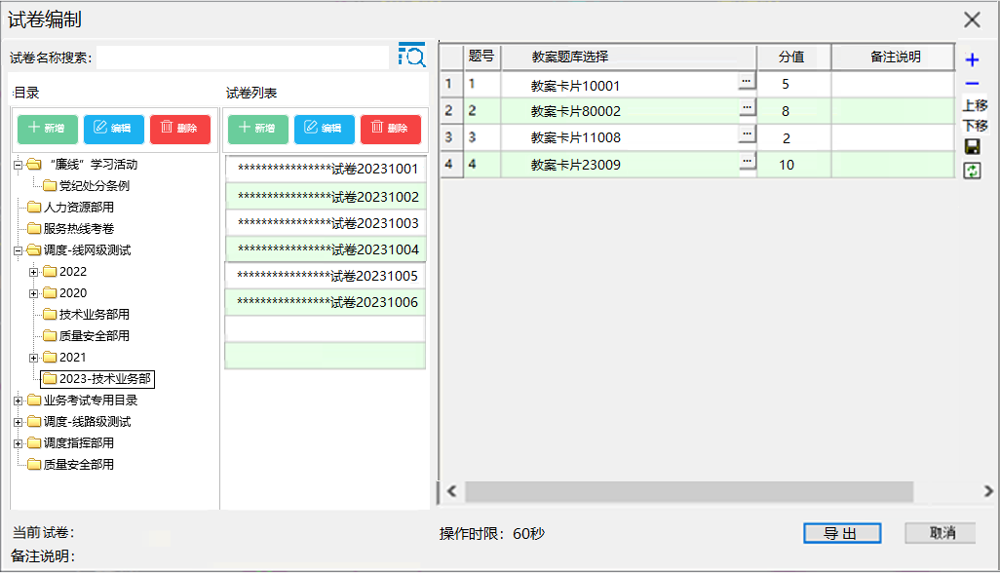 试卷编制
试卷名称搜索:
目录
新增 编辑 删除
“廉线”学习活动
党纪处分条例
人力资源部用
服务热线考卷
调度-线网级测试
2022
2020
技术业务部用
质量安全部用
2021
2023-技术业务部
业务考试专用目录
调度-线路级测试
调度指挥部用
质量安全部用
试卷列表
新增 编辑 删除
****************试卷20231001
****************试卷20231002
****************试卷20231003
****************试卷20231004
****************试卷20231005
****************试卷20231006
题号 教案题库选择 分值 备注说明
1 1 教案卡片10001 ... 5
2 2 教案卡片80002 ... 8
3 3 教案卡片11008 ... 2
4 4 教案卡片23009 ... 10
上移
下移
当前试卷:
备注说明:
操作时限: 60秒
导出
取消